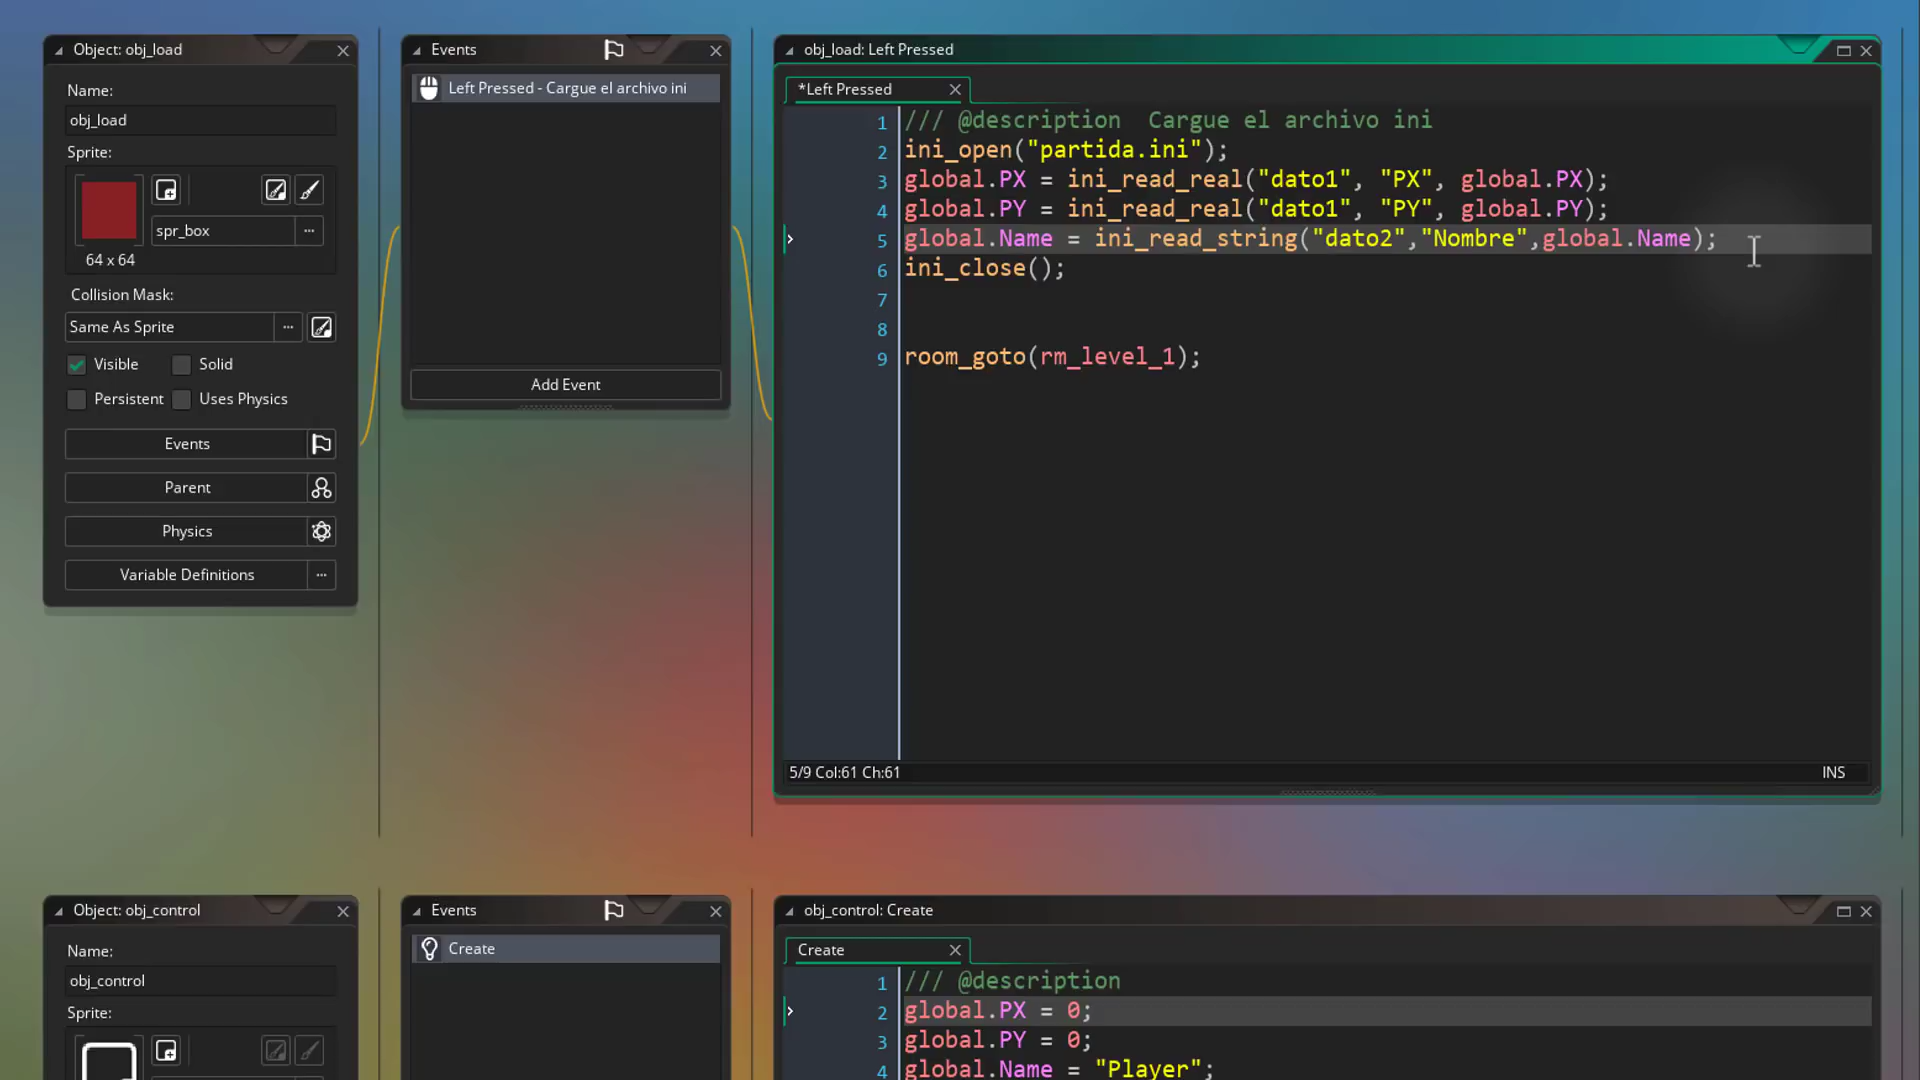 Object: obj_load
Name:
obj_load
Sprite:
spr_box
...
64 x 64
Collision Mask:
Same As Sprite
...
Visible
Solid
Persistent
Uses Physics
Events
Parent
Physics
Variable Definitions
...
Events
Left Pressed - Cargue el archivo ini
Add Event
obj_load: Left Pressed
*Left Pressed
1 /// @description  Cargue el archivo ini
2 ini_open("partida.ini");
3 global.PX = ini_read_real("dato1", "PX", global.PX);
4 global.PY = ini_read_real("dato1", "PY", global.PY);
5 global.Name = ini_read_string("dato2","Nombre",global.Name);
6 ini_close();
7
8
9 room_goto(rm_level_1);
5/9 Col:61 Ch:61
INS
Object: obj_control
Name:
obj_control
Sprite:
Events
Create
obj_control: Create
Create
1 /// @description
2 global.PX = 0;
3 global.PY = 0;
4 global.Name = "Player";